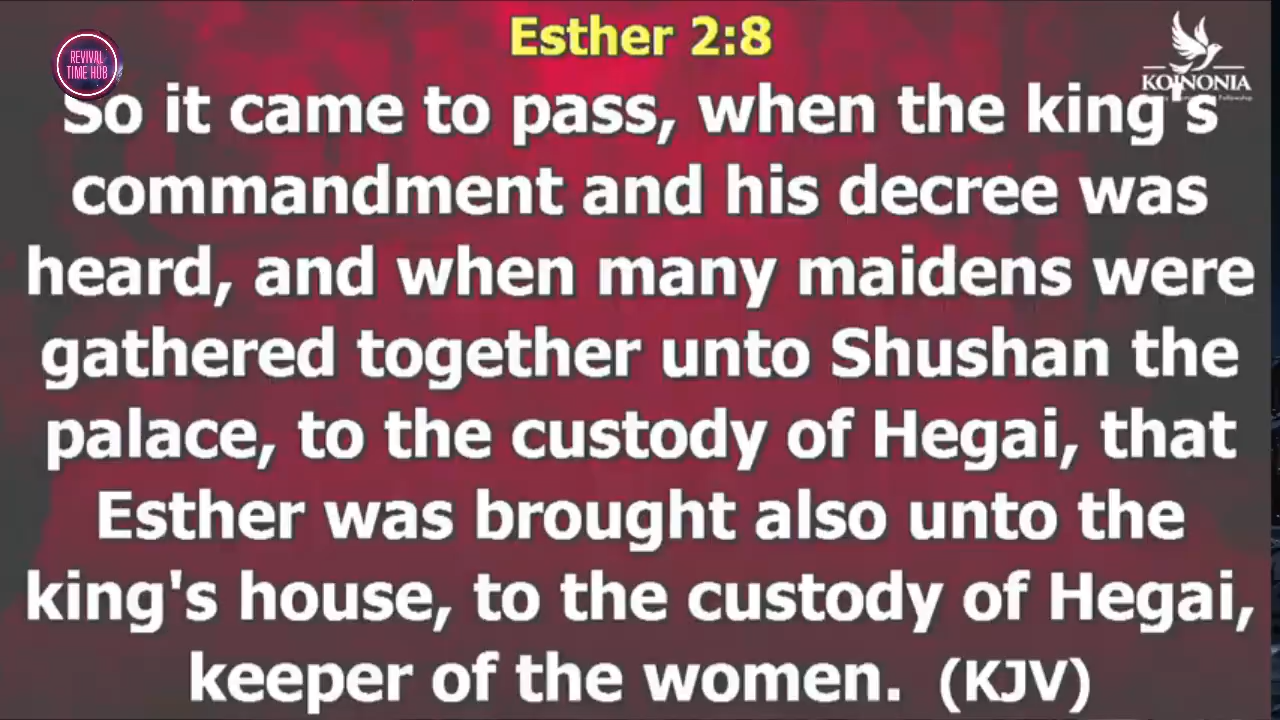 Esther 2:8
REVIVAL
TIME HUB
KOINONIA
So it came to pass, when the king's
commandment and his decree was
heard, and when many maidens were
gathered together unto Shushan the
palace, to the custody of Hegai, that
Esther was brought also unto the
king's house, to the custody of Hegai,
keeper of the women. (KJV)